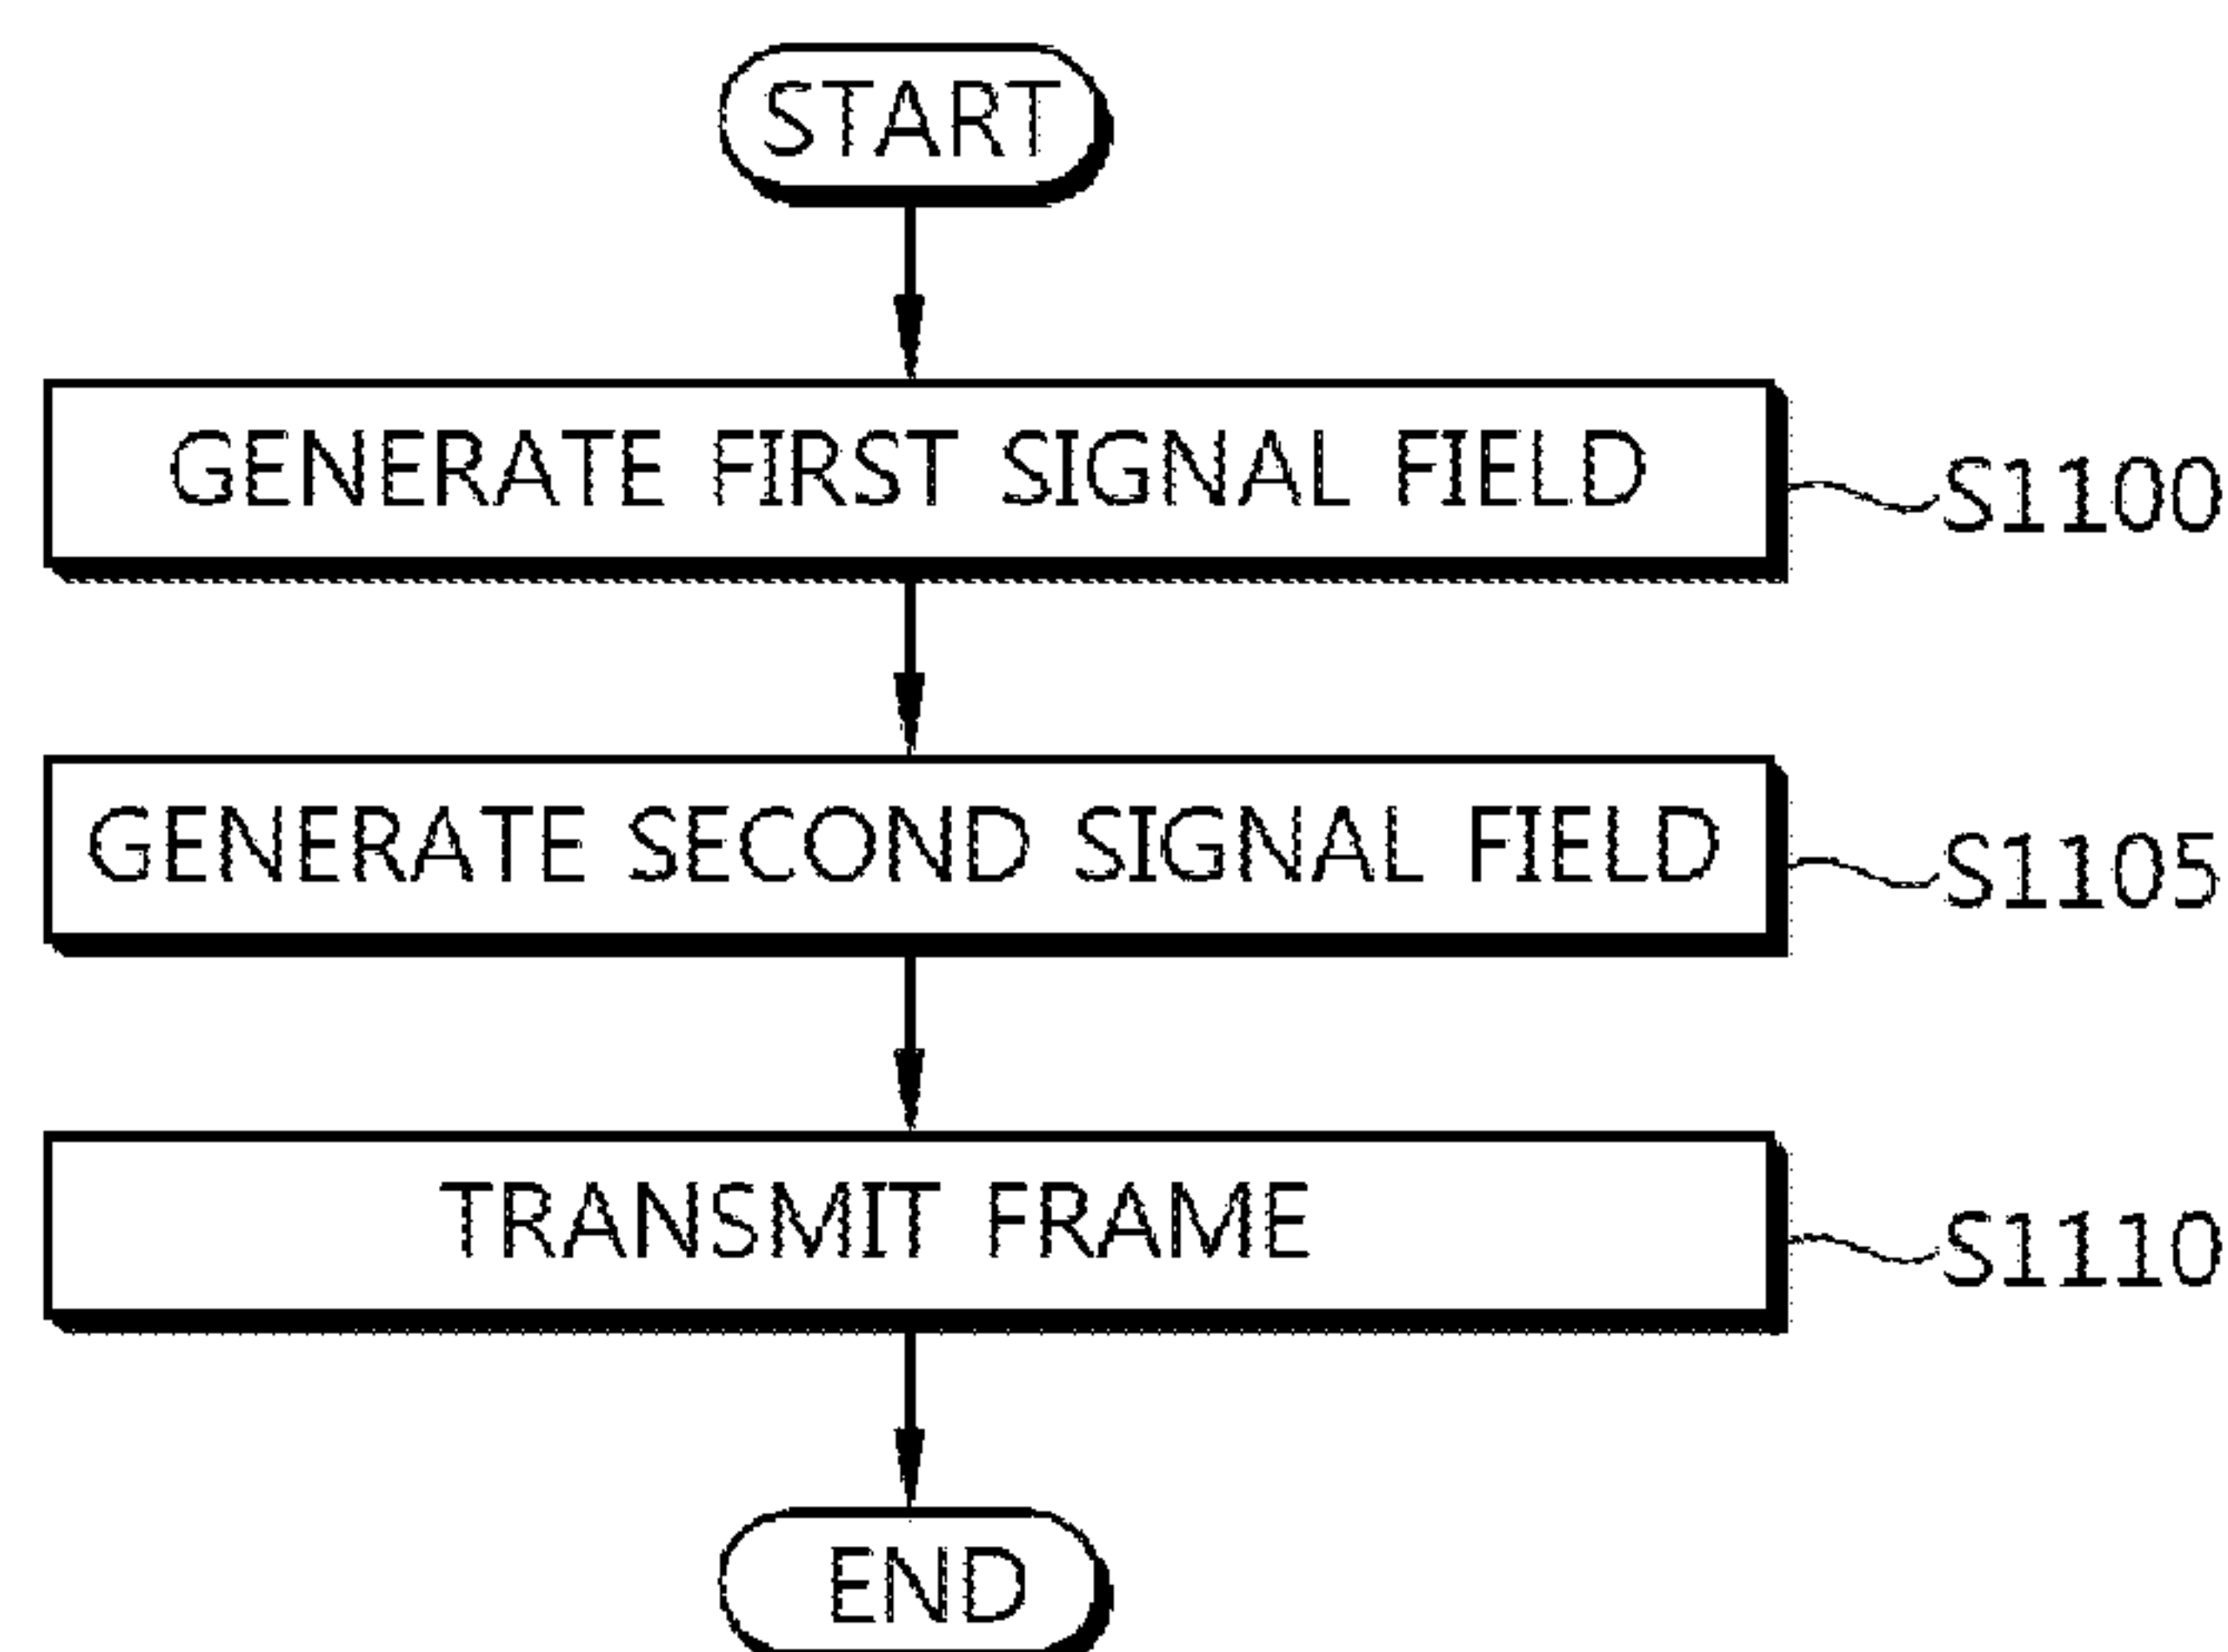 START
GENERATE FIRST SIGNAL FIELD
S1100
GENERATE SECOND SIGNAL FIELD
S1105
TRANSMIT FRAME
S1110
END